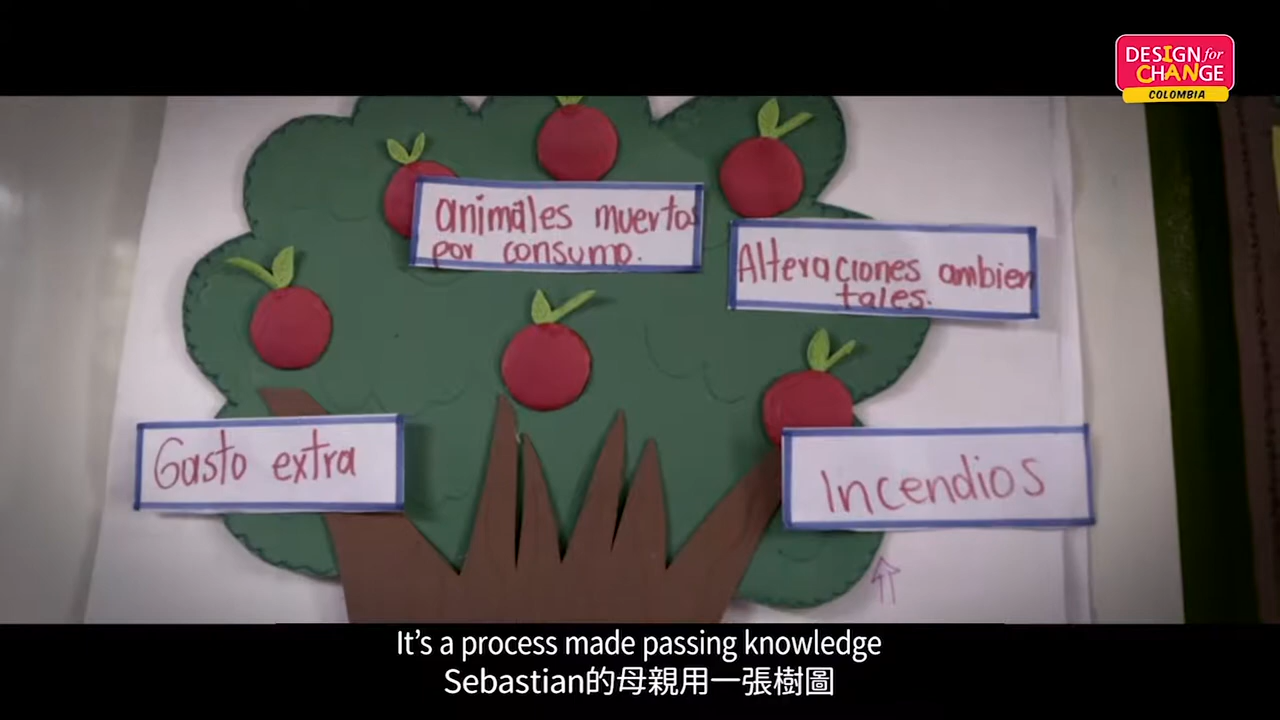 DESIGN for
CHANGE
COLOMBIA
animales muertos
por consumo.
Alteraciones ambien
tales.
Gasto extra
Incendios
It's a process made passing knowledge
Sebastian的母親用一張樹圖